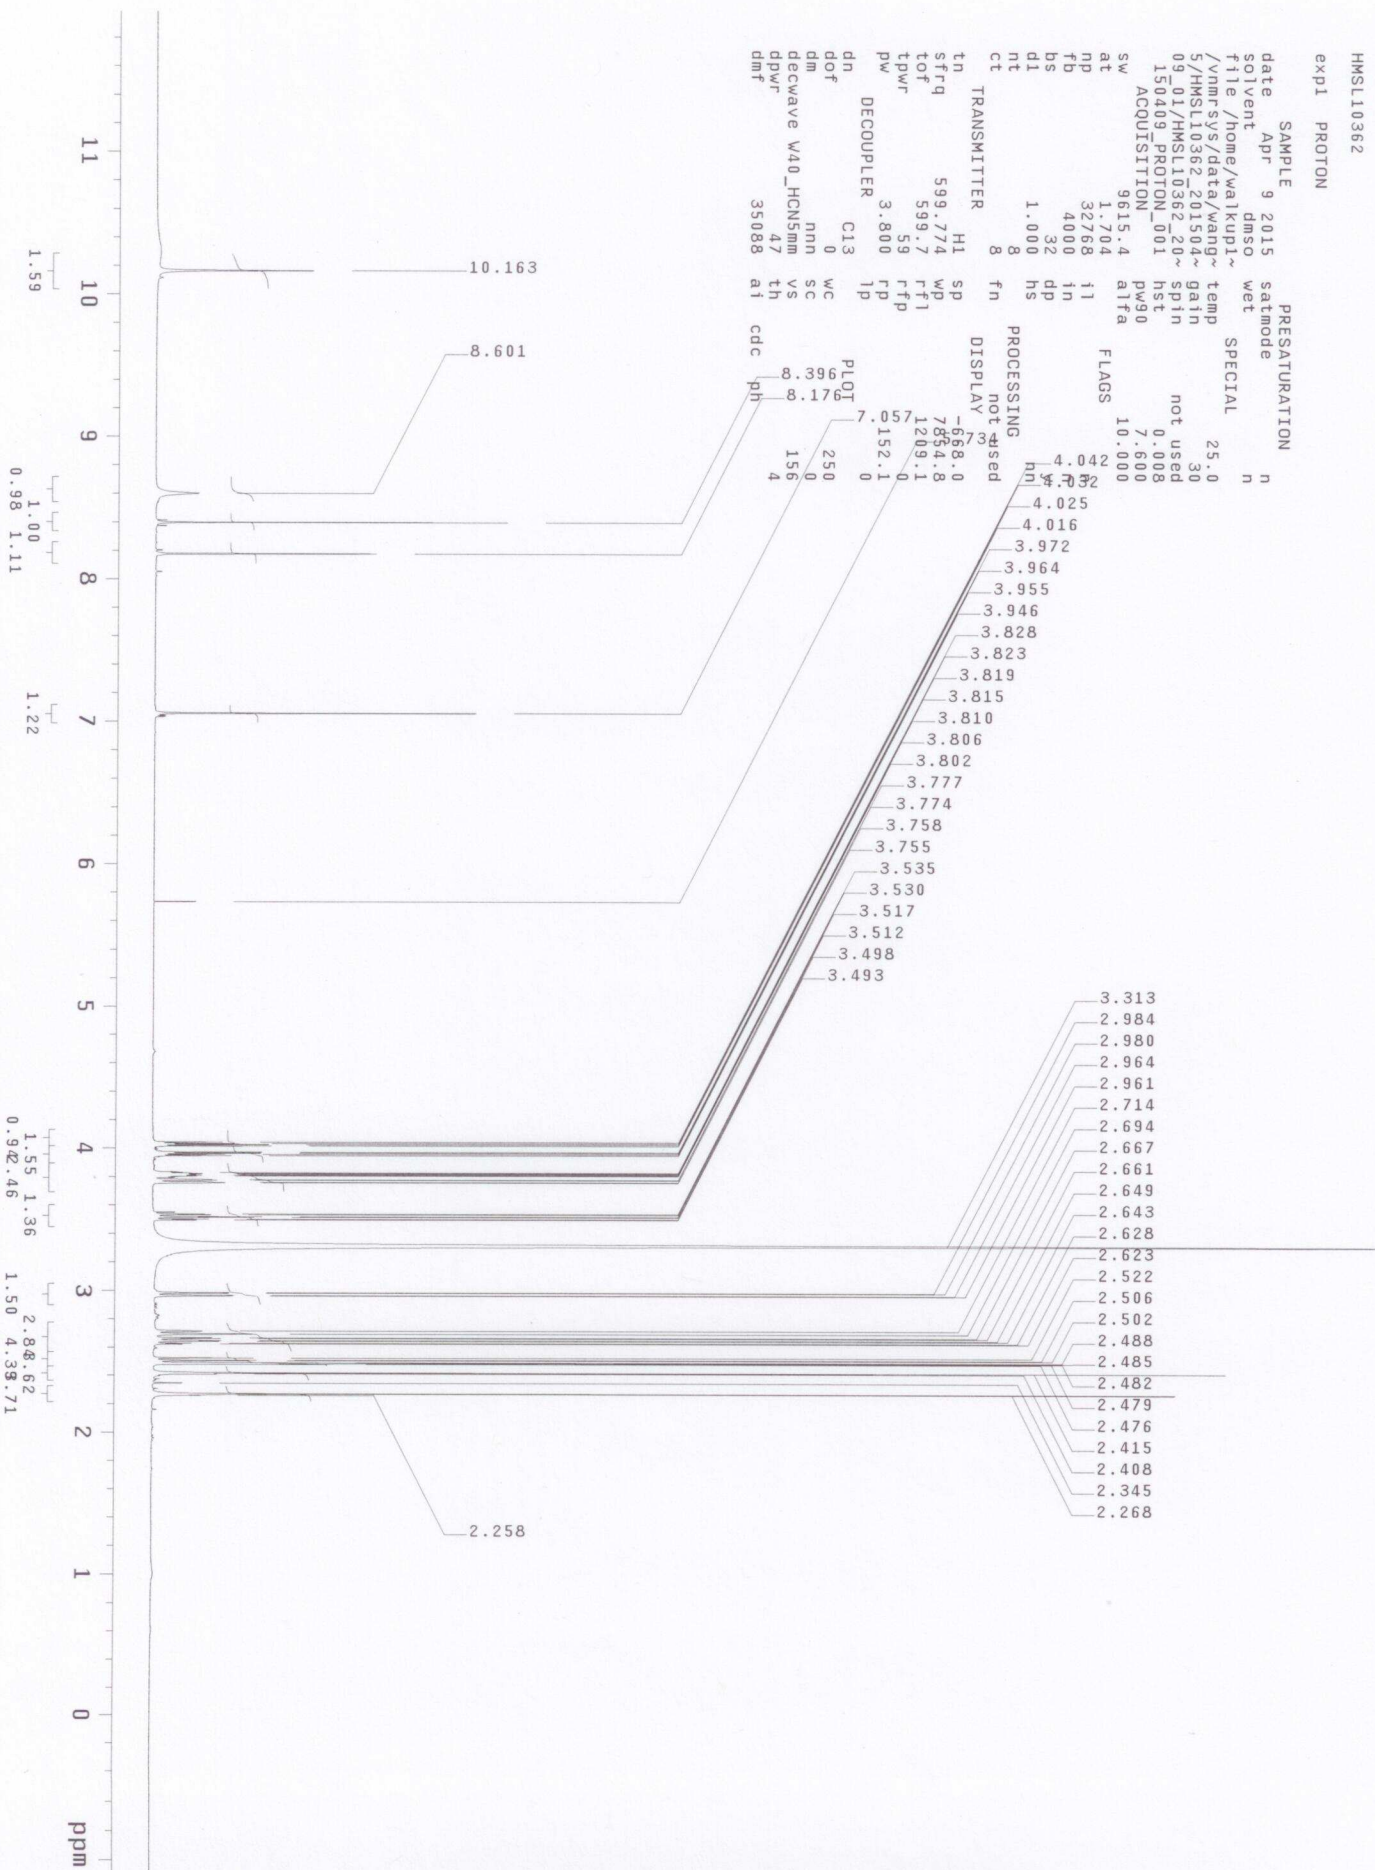 HMSL10362
exp1 PROTON
SAMPLE PRESATURATION
date Apr 9 2015 satmode n
solvent dmso wet n
file /home/walkup1~ SPECIAL
/vnmrsys/data/wang~ temp 25.0
5/HMSL10362_201504~ gain 30
09_01/HMSL10362_20~ spin not used
150409_PROTON_001 hst 0.008
ACQUISITION pw90 7.600
sw 9615.4 alfa 10.000
at 1.704 FLAGS
np 32768 il
fb 4000 in
bs 32 dp
d1 1.000 hs nn
nt 8 PROCESSING
ct 8 fn not used
TRANSMITTER DISPLAY
tn H1 sp -668.0
sfrq 599.774 wp 7854.8
tof 599.7 rfl 1209.1
tpwr 59 rfp 0
pw 3.800 rp 152.1
DECOUPLER lp 0
dn C13 PLOT
dof 0 wc 250
dm nnn sc 0
decwave W40_HCN5mm vs 156
dpwr 47 th 4
dmf 35088 ai cdc ph
10.163
8.601
8.396
8.176
7.057
4.042
4.032
4.025
4.016
3.972
3.964
3.955
3.946
3.828
3.823
3.819
3.815
3.810
3.806
3.802
3.777
3.774
3.758
3.755
3.535
3.530
3.517
3.512
3.498
3.493
3.313
2.984
2.980
2.964
2.961
2.714
2.694
2.667
2.661
2.649
2.643
2.628
2.623
2.522
2.506
2.502
2.488
2.485
2.482
2.479
2.476
2.415
2.408
2.345
2.268
2.258
11 10 9 8 7 6 5 4 3 2 1 0 ppm
1.59
0.98
1.00
1.11
1.22
1.55
2.46
1.36
1.50
2.84